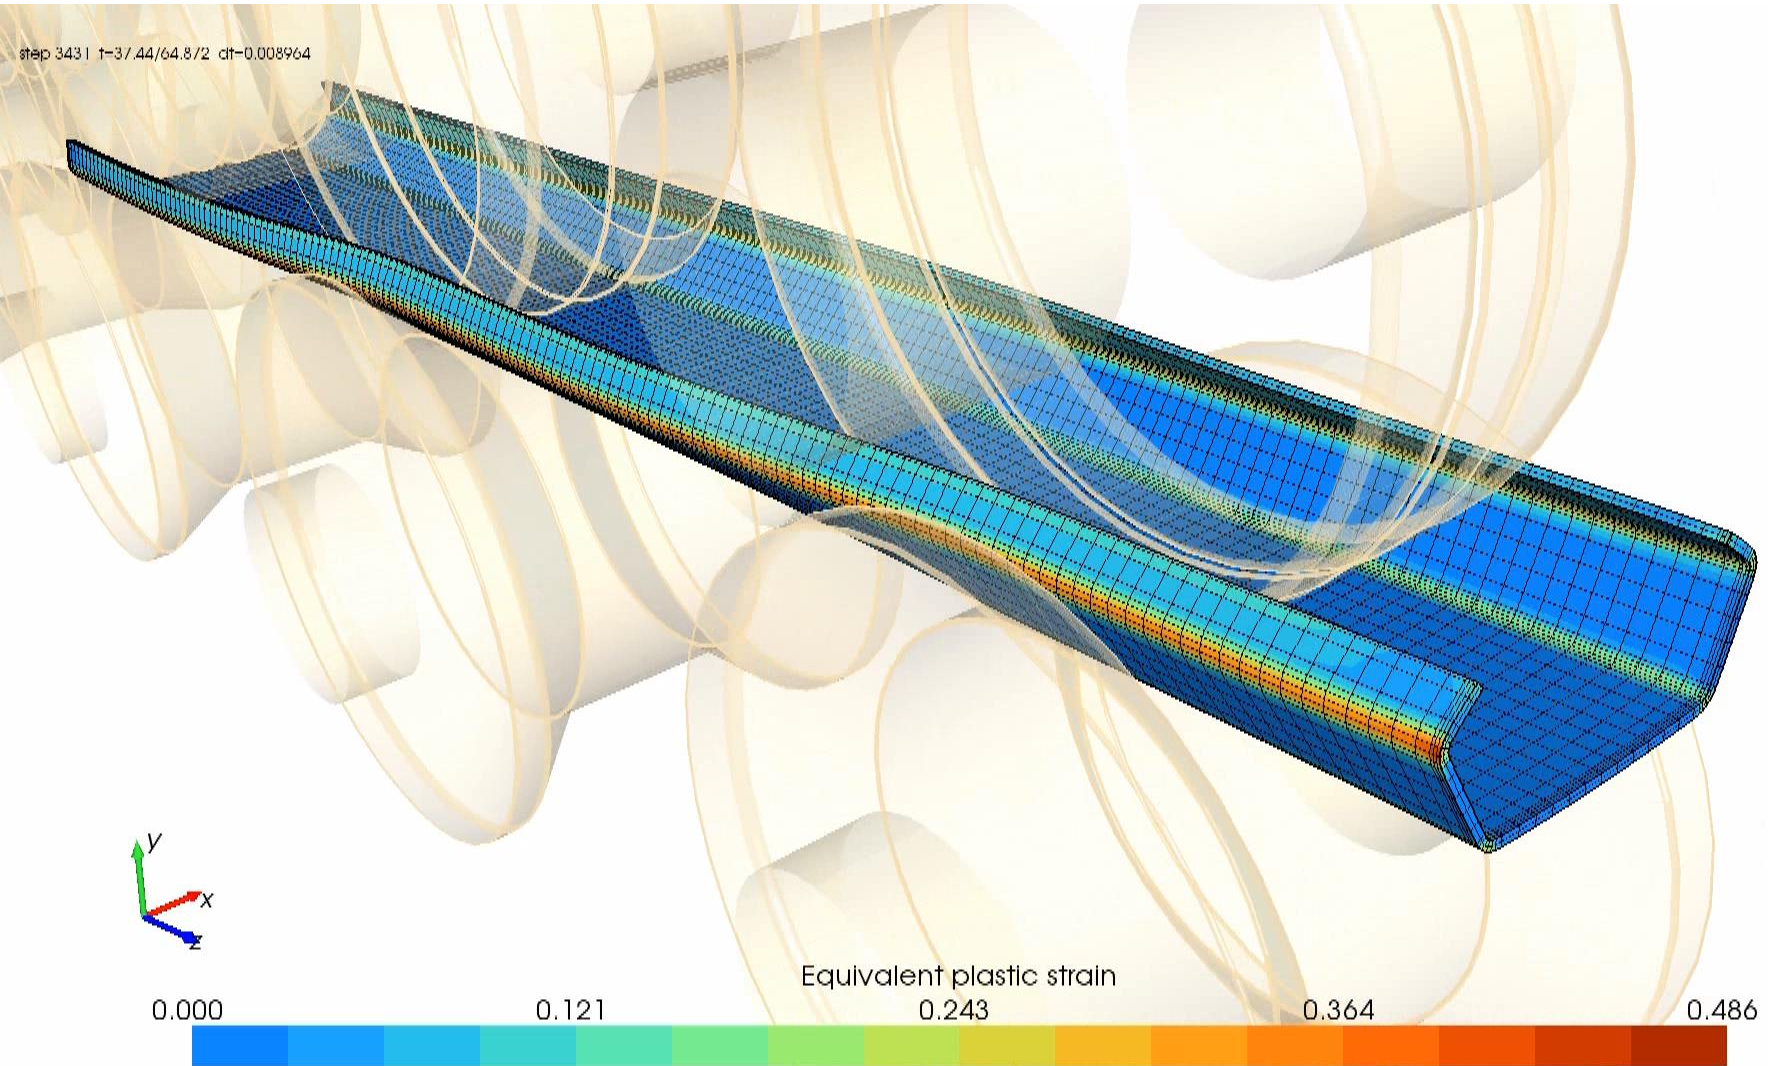 step 3431 t=37.44/64.872 dt=0.008964
y
x
z
Equivalent plastic strain
0.000 0.121 0.243 0.364 0.486